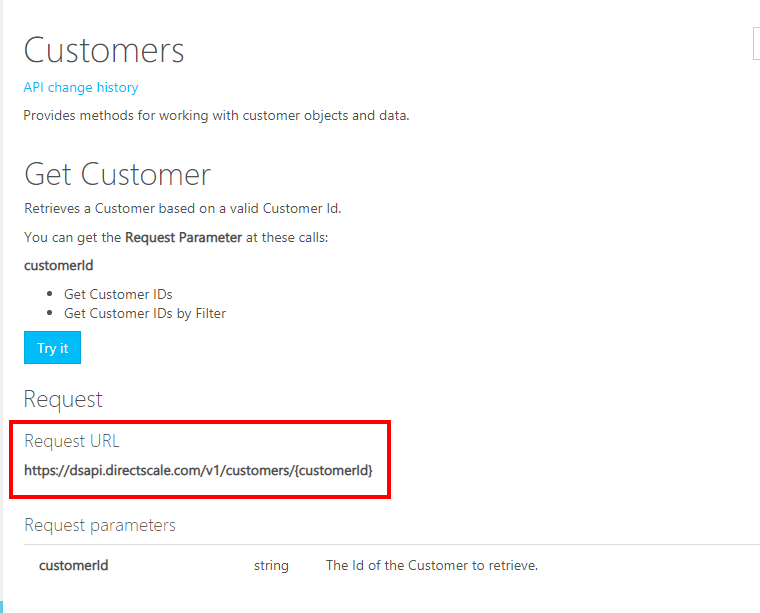 Customers
API change history
Provides methods for working with customer objects and data.
Get Customer
Retrieves a Customer based on a valid Customer Id.
You can get the Request Parameter at these calls:
customerId
Get Customer IDs
Get Customer IDs by Filter
Try it
Request
Request URL
https://dsapi.directscale.com/v1/customers/{customerId}
Request parameters
customerId string The Id of the Customer to retrieve.